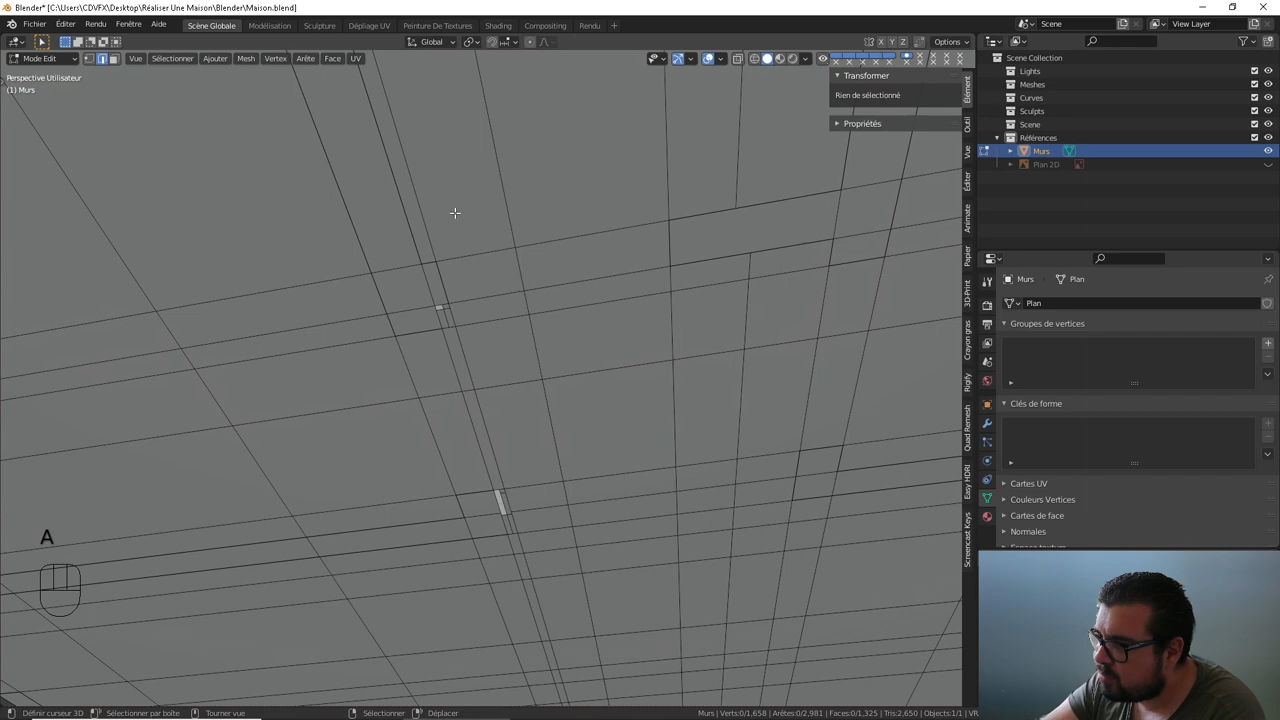 Blender* [C:\Users\CDVFX\Desktop\Réaliser Une Maison\Blender\Maison.blend]
Fichier Éditer Rendu Fenêtre Aide Scène Globale Modélisation Sculpture Dépliage UV Peinture De Textures Shading Compositing Rendu + Scene View Layer
Global X Y Z Options
Mode Edit Vue Sélectionner Ajouter Mesh Vertex Arête Face UV
Perspective Utilisateur
(1) Murs
Transformer
Rien de sélectionné
Propriétés
Élément
Outil
Vue
Éditer
Animate
Papier
3D-Print
Crayon gras
Rigify
Quad Remesh
Easy HDRI
Screencast Keys
Scene Collection
Lights
Meshes
Curves
Sculpts
Scene
Références
Murs
Plan 2D
Murs Plan
Plan
Groupes de vertices
Clés de forme
Cartes UV
Couleurs Vertices
Cartes de face
Normales
A
Définir curseur 3D Sélectionner par boîte Tourner vue Sélectionner Déplacer Murs | Verts:0/1,658 | Arêtes:0/2,981 | Faces:0/1,325 | Tris:2,650 | Objects:1/1 | VR